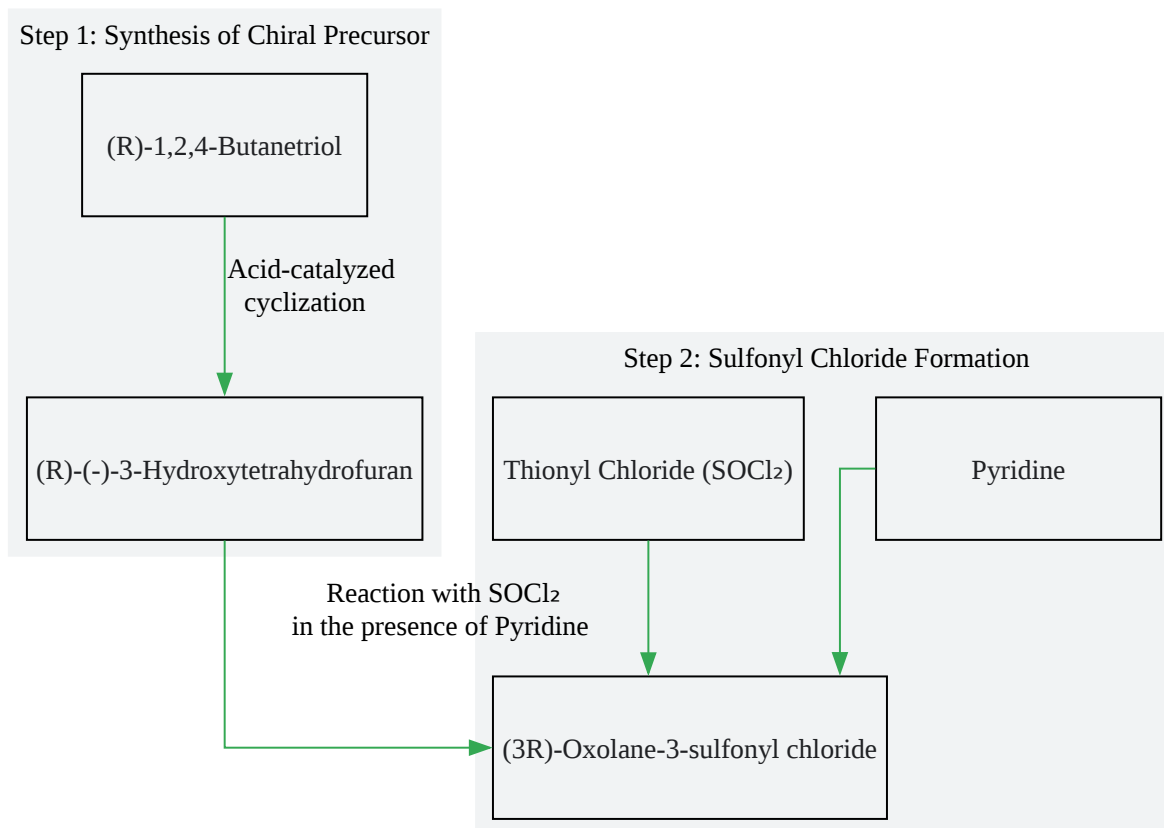 Step 1: Synthesis of Chiral Precursor
(R)-1,2,4-Butanetriol
Acid-catalyzed
cyclization
(R)-(-)-3-Hydroxytetrahydrofuran
Step 2: Sulfonyl Chloride Formation
Thionyl Chloride (SOCl₂)
Pyridine
Reaction with SOCl₂
in the presence of Pyridine
(3R)-Oxolane-3-sulfonyl chloride